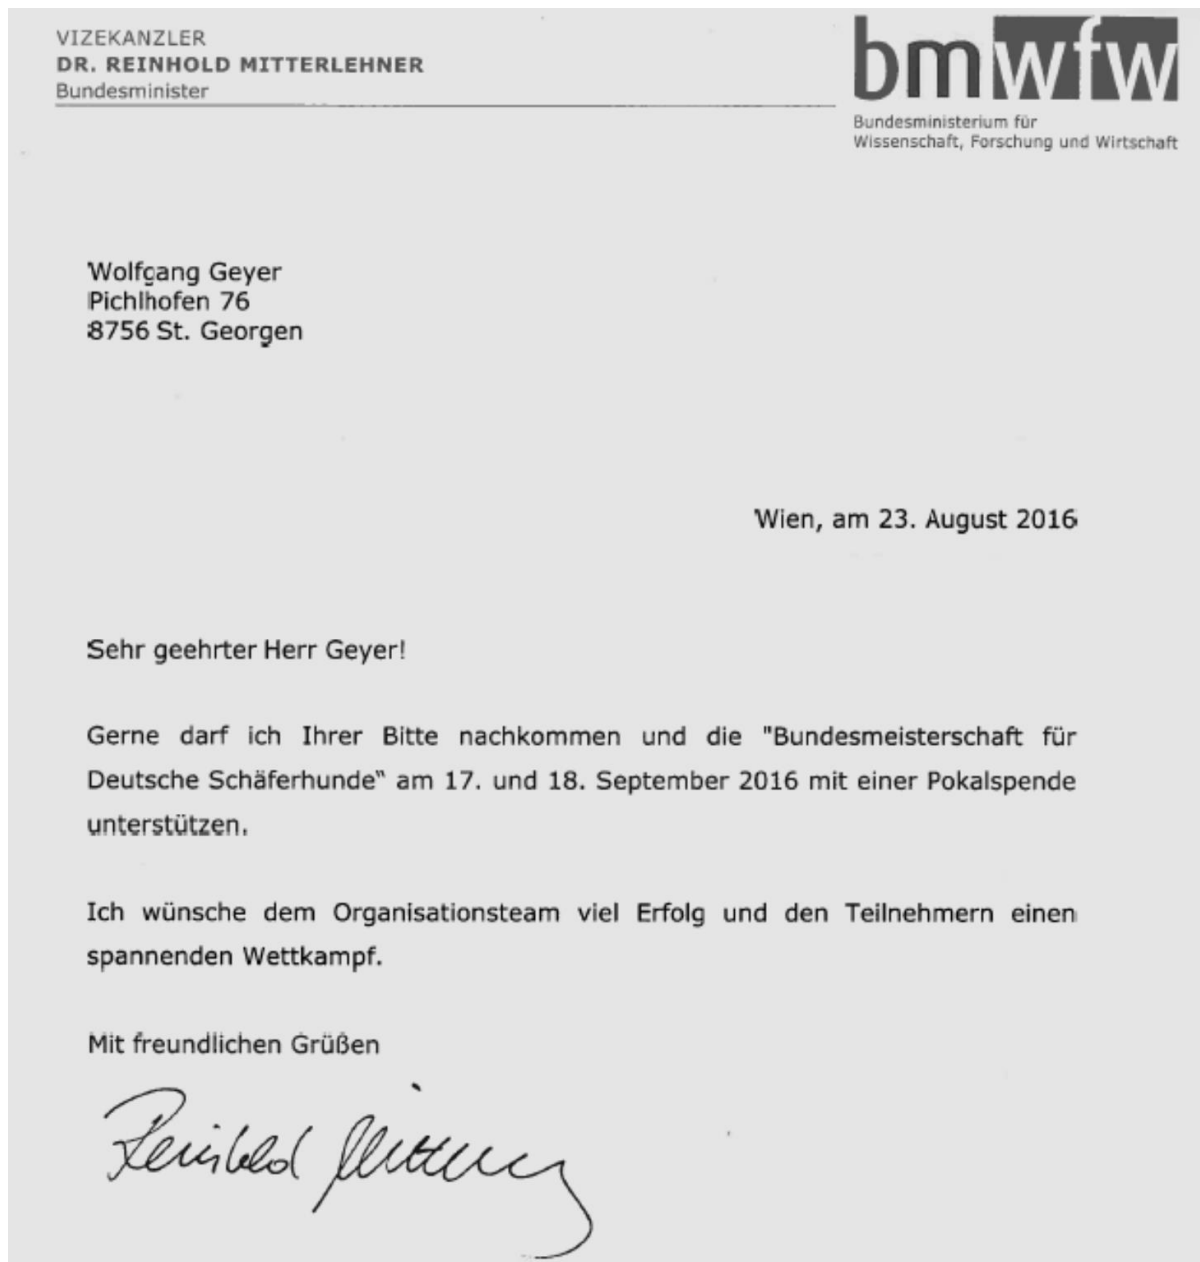 VIZEKANZLER
DR. REINHOLD MITTERLEHNER
Bundesminister
bmwfw
Bundesministerium für
Wissenschaft, Forschung und Wirtschaft
Wolfgang Geyer
Pichlhofen 76
8756 St. Georgen
Wien, am 23. August 2016
Sehr geehrter Herr Geyer!
Gerne darf ich Ihrer Bitte nachkommen und die "Bundesmeisterschaft für
Deutsche Schäferhunde" am 17. und 18. September 2016 mit einer Pokalspende
unterstützen.
Ich wünsche dem Organisationsteam viel Erfolg und den Teilnehmern einen
spannenden Wettkampf.
Mit freundlichen Grüßen
Reinhold